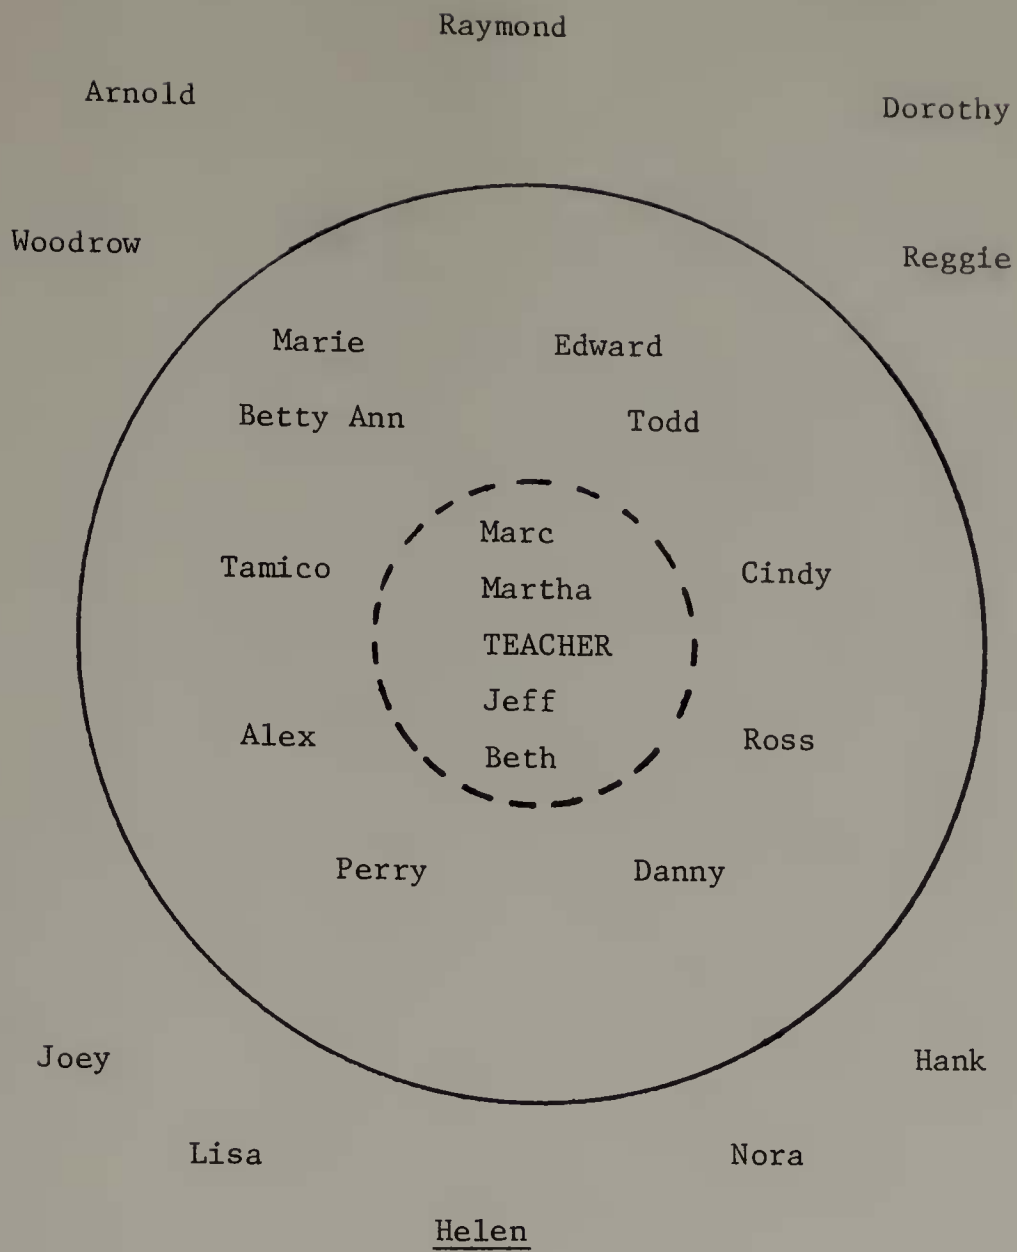 Raymond
Arnold
Dorothy
Woodrow
Reggie
Marie Edward
Betty Ann Todd
Marc
Tamico Cindy
Martha
TEACHER
Jeff
Alex Ross
Beth
Perry Danny
Joey Hank
Lisa Nora
Helen